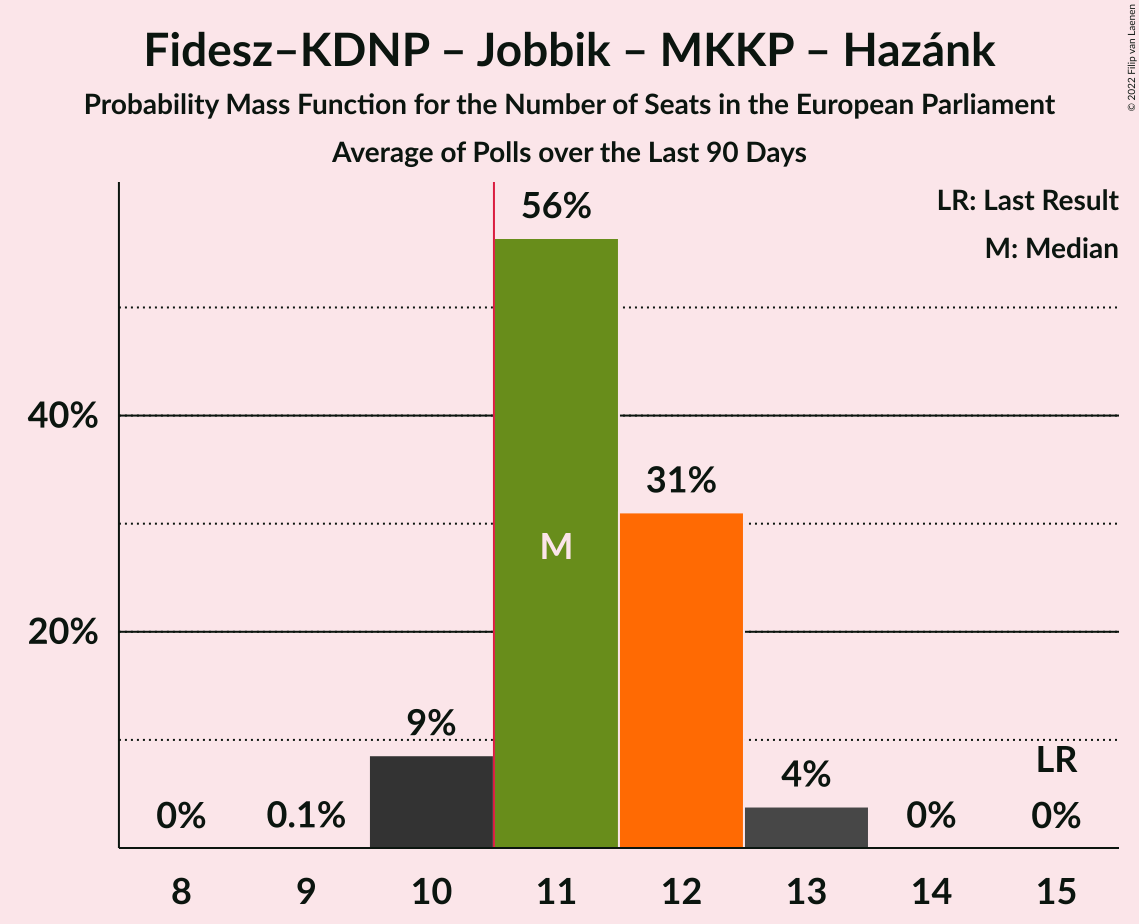 Fidesz–KDNP – Jobbik – MKKP – Hazánk
Probability Mass Function for the Number of Seats in the European Parliament
Average of Polls over the Last 90 Days
© 2022 Filip van Laenen
LR: Last Result
M: Median
56%
40%
31%
M
20%
9%
LR
4%
0%
0.1%
0%
0%
8
9
10
11
12
13
14
15